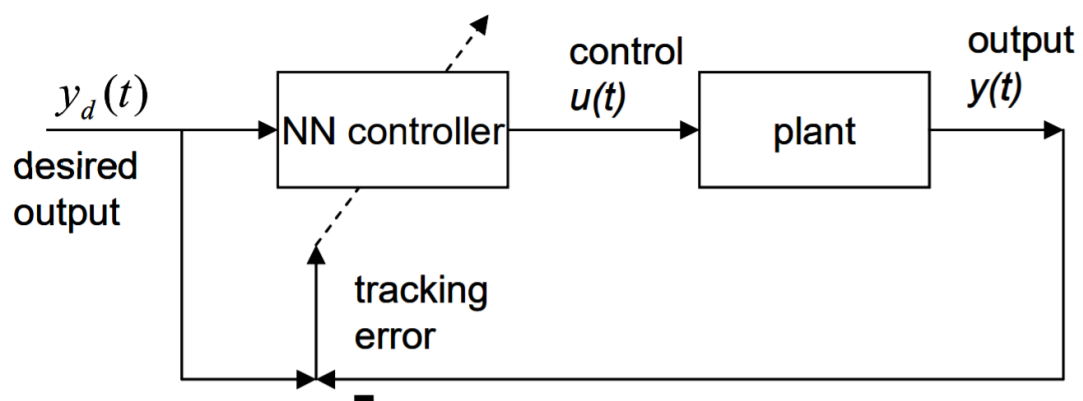 y_d(t)
desired
output
NN controller
control
u(t)
plant
output
y(t)
tracking
error
-